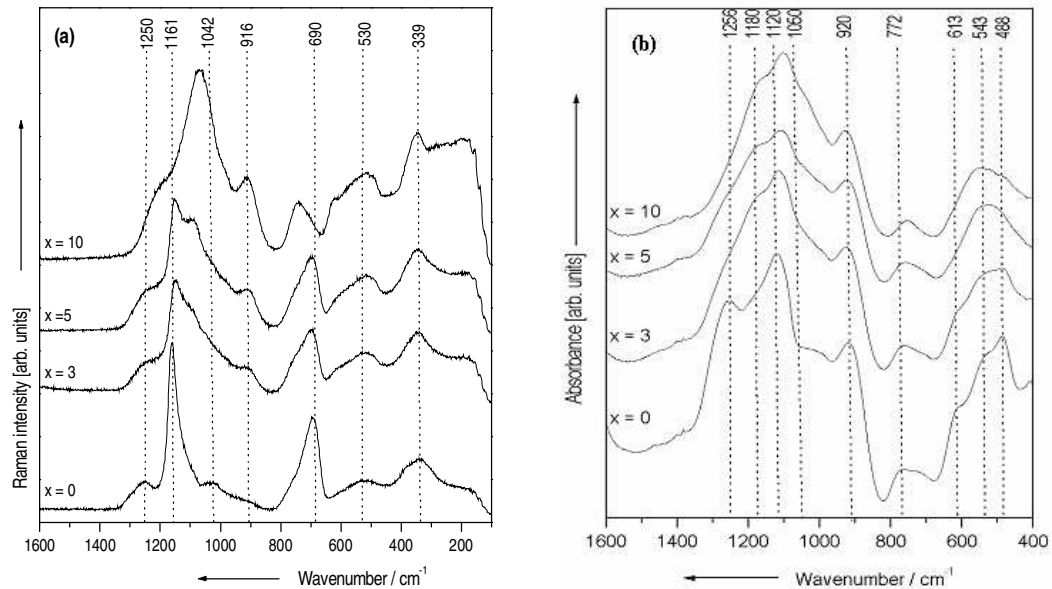 (a)
1250
1161
1042
916
690
530
339
Raman intensity [arb. units]
x = 10
x =5
x = 3
x = 0
1600 1400 1200 1000 800 600 400 200
Wavenumber / cm⁻¹
(b)
1256
1180
1120
1060
920
772
613
543
488
Absorbance [arb. units]
x = 10
x = 5
x = 3
x = 0
1600 1400 1200 1000 800 600 400
Wavenumber / cm⁻¹